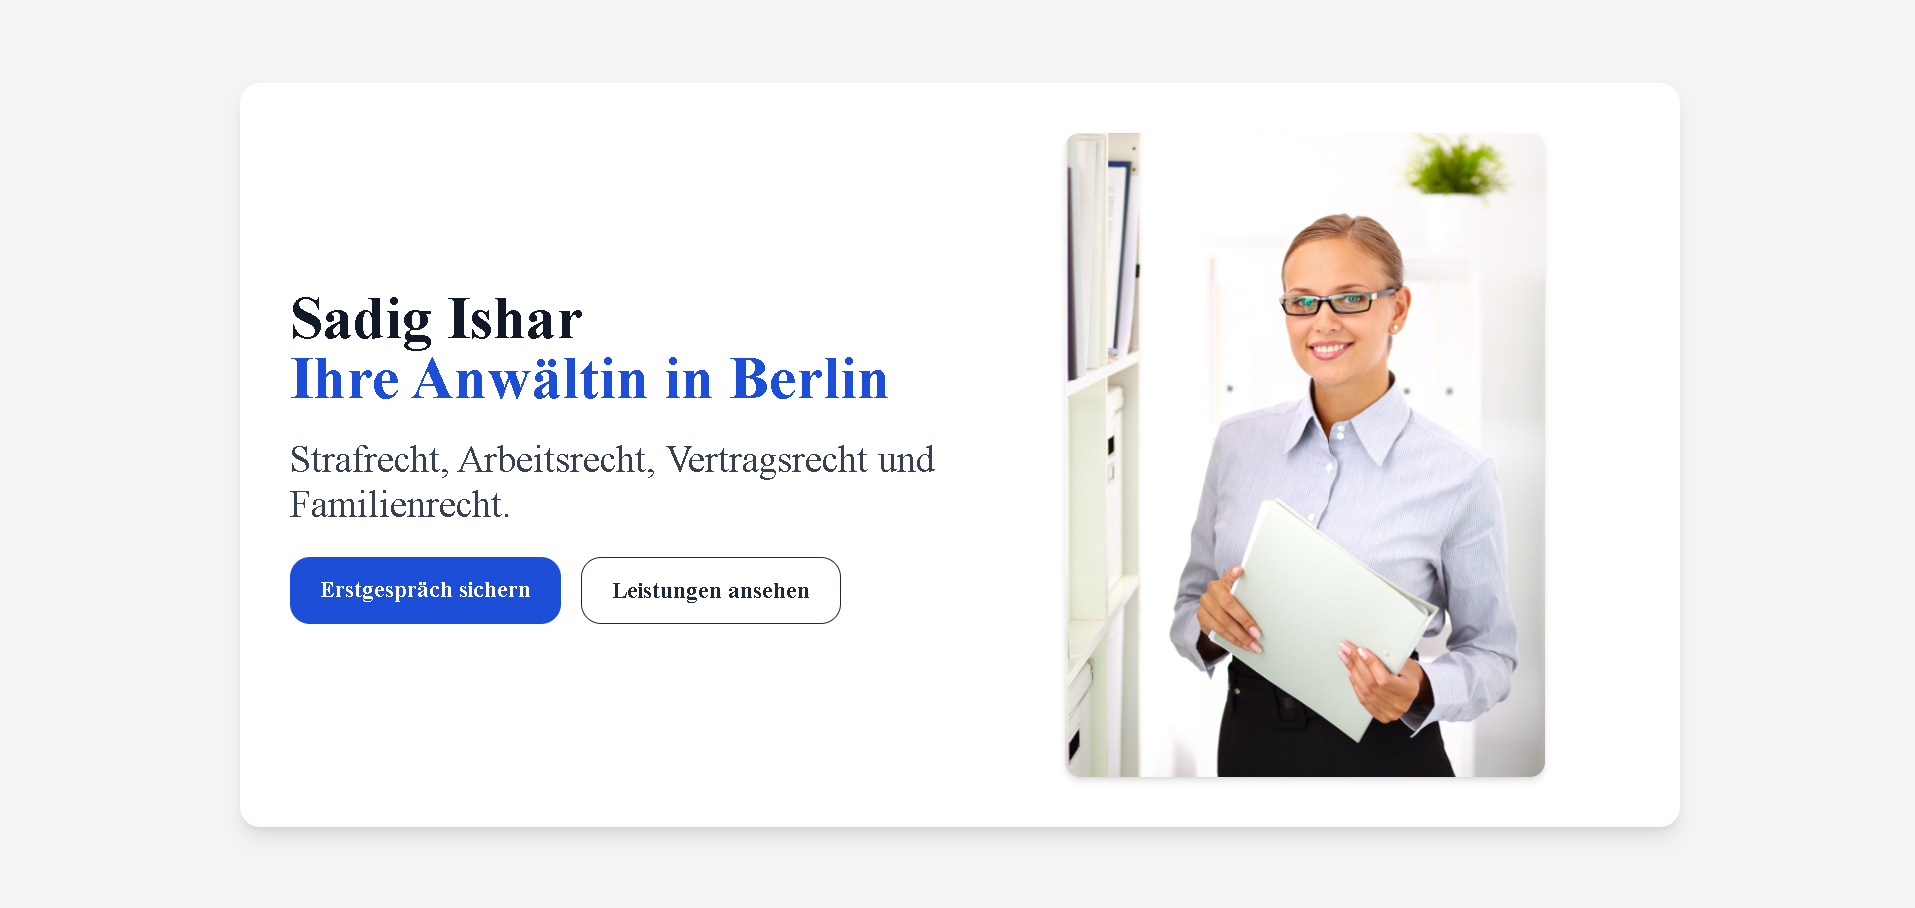 Sadig Ishar
Ihre Anwältin in Berlin
Strafrecht, Arbeitsrecht, Vertragsrecht und
Familienrecht.
Erstgespräch sichern
Leistungen ansehen